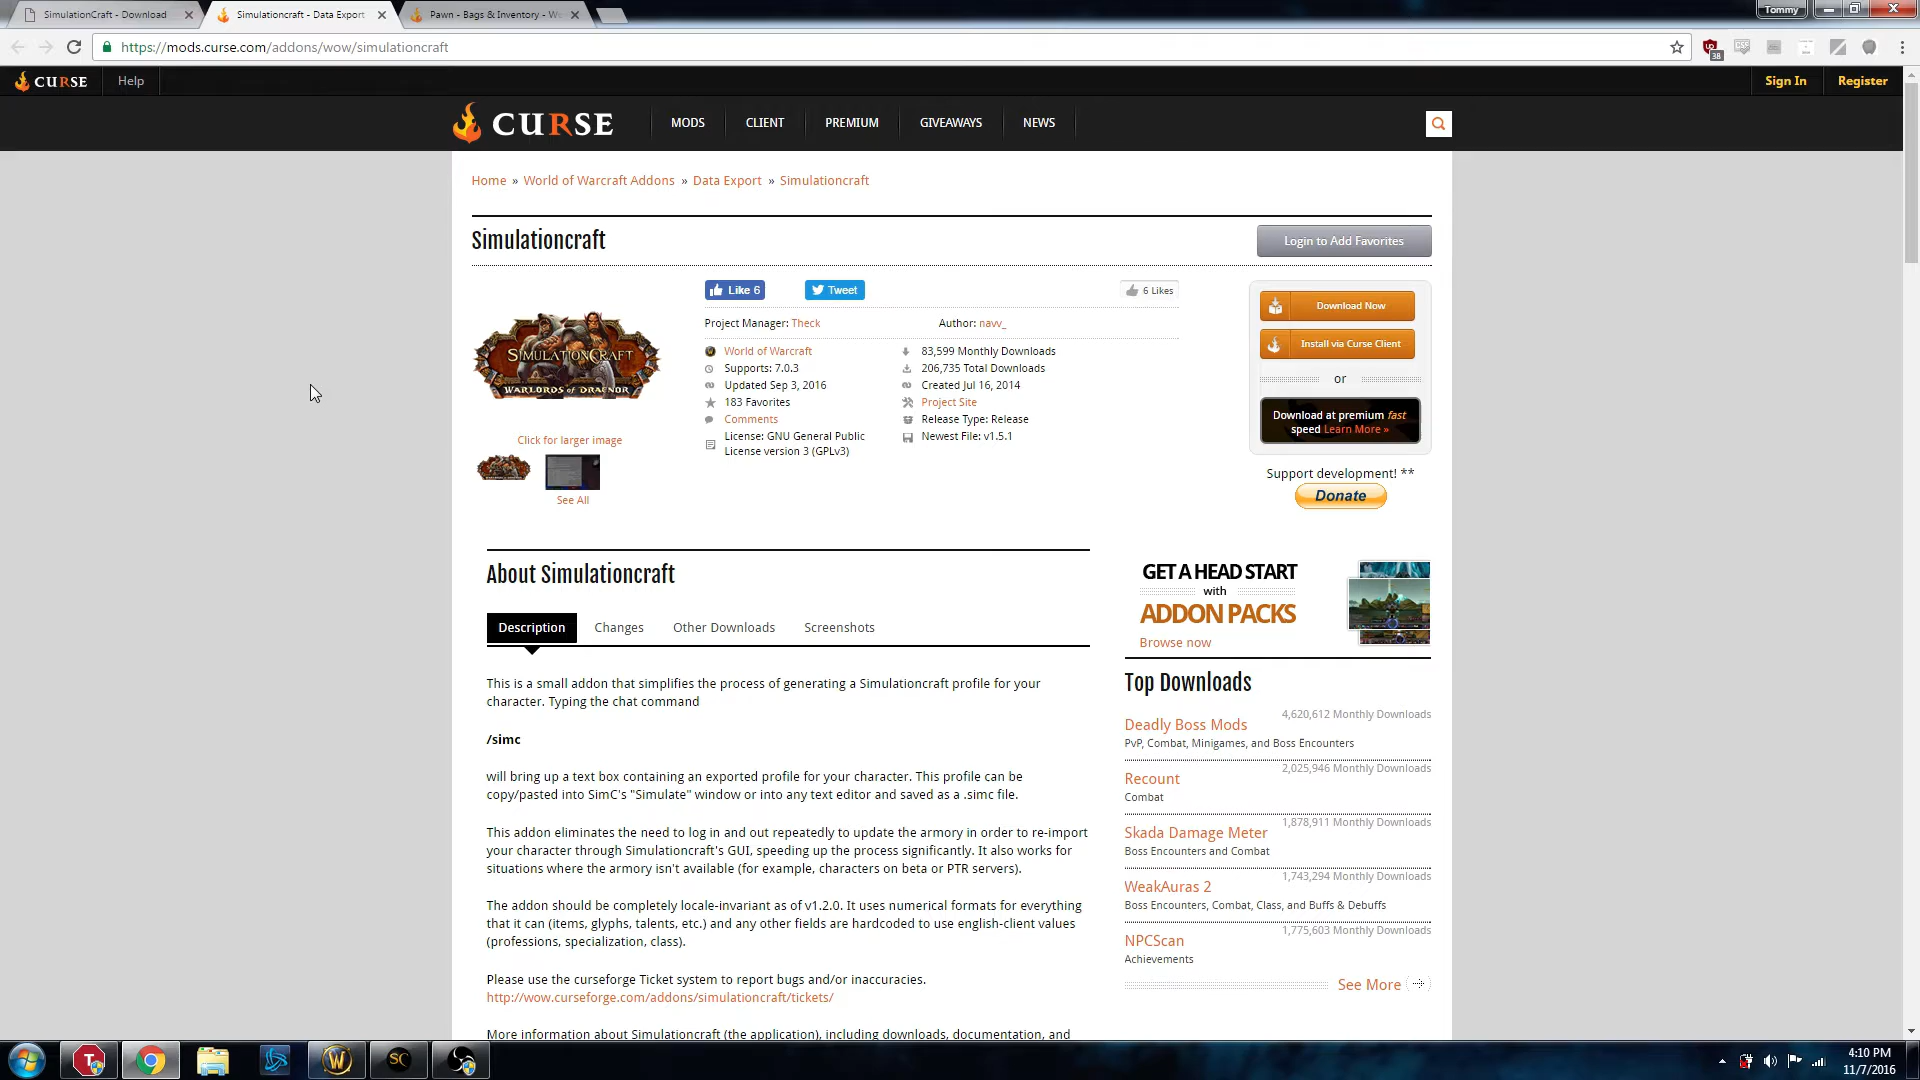 SimulationCraft - Download
Simulationcraft - Data Export
Pawn - Bags & Inventory - W
Tommy
https://mods.curse.com/addons/wow/simulationcraft
38
CURSE
Help
Sign In
Register
CURSE
MODS
CLIENT
PREMIUM
GIVEAWAYS
NEWS
Home » World of Warcraft Addons » Data Export » Simulationcraft
Simulationcraft
Login to Add Favorites
SIMULATIONCRAFT
WARLORDS OF DRAENOR
Click for larger image
See All
Like 6
Tweet
6 Likes
Project Manager: Theck
Author: navv_
World of Warcraft
83,599 Monthly Downloads
Supports: 7.0.3
206,735 Total Downloads
Updated Sep 3, 2016
Created Jul 16, 2014
183 Favorites
Project Site
Comments
Release Type: Release
License: GNU General Public
License version 3 (GPLv3)
Newest File: v1.5.1
Download Now
Install via Curse Client
or
Download at premium fast
speed Learn More »
Support development! **
Donate
About Simulationcraft
Description
Changes
Other Downloads
Screenshots
This is a small addon that simplifies the process of generating a Simulationcraft profile for your
character. Typing the chat command
/simc
will bring up a text box containing an exported profile for your character. This profile can be
copy/pasted into SimC's "Simulate" window or into any text editor and saved as a .simc file.
This addon eliminates the need to log in and out repeatedly to update the armory in order to re-import
your character through Simulationcraft's GUI, speeding up the process significantly. It also works for
situations where the armory isn't available (for example, characters on beta or PTR servers).
The addon should be completely locale-invariant as of v1.2.0. It uses numerical formats for everything
that it can (items, glyphs, talents, etc.) and any other fields are hardcoded to use english-client values
(professions, specialization, class).
Please use the curseforge Ticket system to report bugs and/or inaccuracies.
http://wow.curseforge.com/addons/simulationcraft/tickets/
More information about Simulationcraft (the application), including downloads, documentation, and
GET A HEAD START
with
ADDON PACKS
Browse now
Top Downloads
4,620,612 Monthly Downloads
Deadly Boss Mods
PvP, Combat, Minigames, and Boss Encounters
2,025,946 Monthly Downloads
Recount
Combat
1,878,911 Monthly Downloads
Skada Damage Meter
Boss Encounters and Combat
1,743,294 Monthly Downloads
WeakAuras 2
Boss Encounters, Combat, Class, and Buffs & Debuffs
1,775,603 Monthly Downloads
NPCScan
Achievements
See More
T
W
SC
4:10 PM
11/7/2016